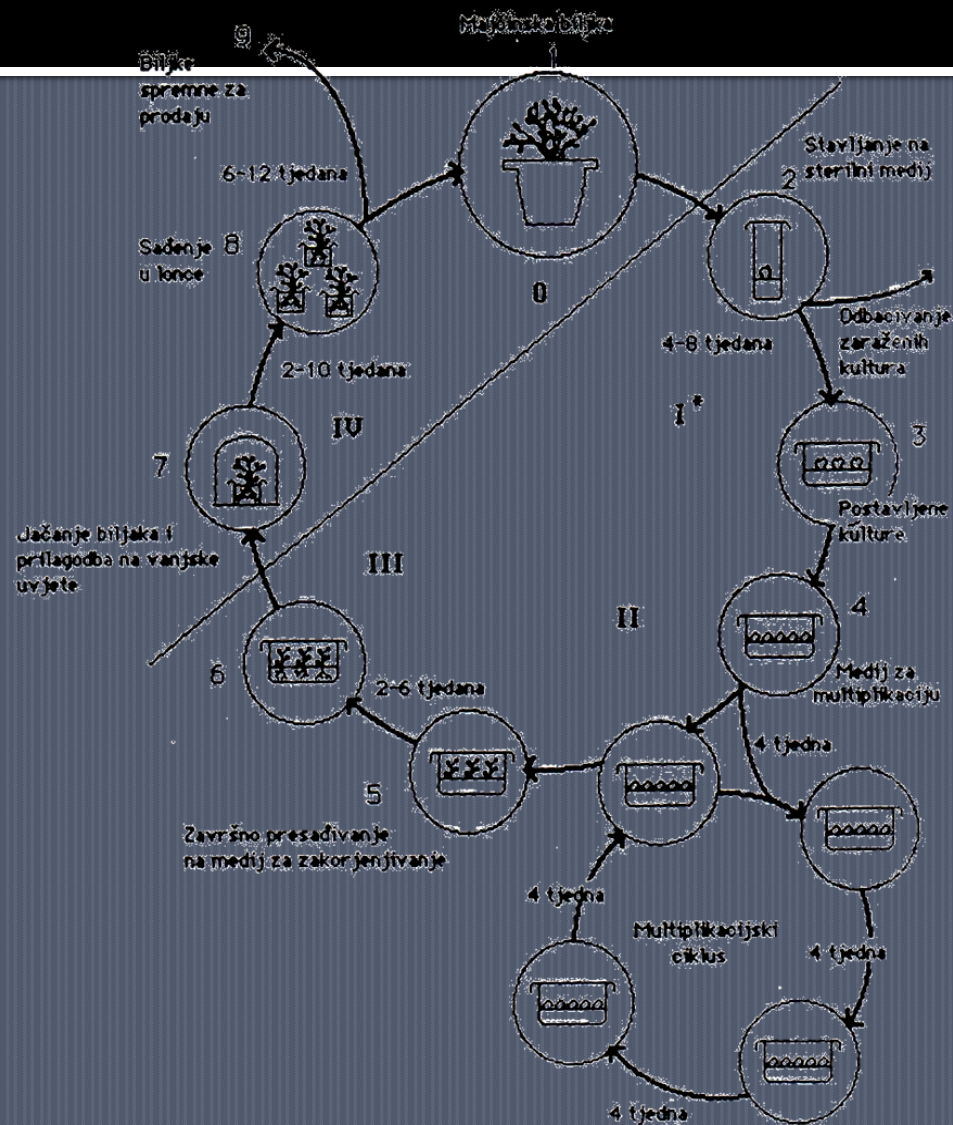 Majčinska biljka
1
9
Biljke
spremne za
prodaju
6-12 tjedana
Stavljanje na
2 sterilni medij
Sađenje 8
u lonce
0
4-8 tjedana
Odbacivanje
zaraženih
kultura
2-10 tjedana
I*
IV
3
7
Postavljene
kulture
Jačanje biljaka i
prilagodba na vanjske
uvjete
III
II
4
6
Medij za
multiplikaciju
2-6 tjedana
4 tjedna
5
Završno presađivanje
na medij za zakorjenjivanje
4 tjedna
Multiplikacijski
ciklus
4 tjedna
4 tjedna